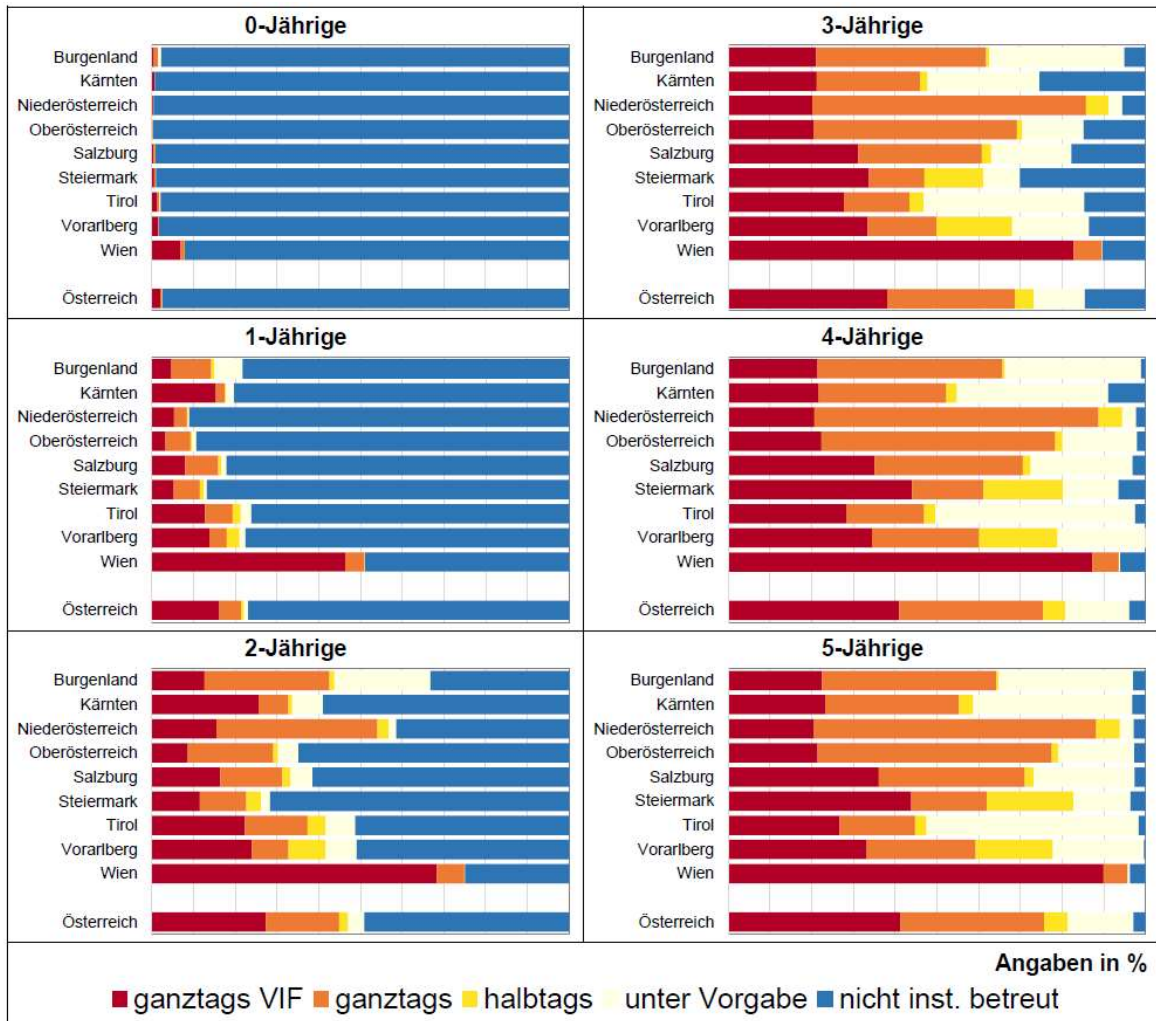 0-Jährige
Burgenland
Kärnten
Niederösterreich
Oberösterreich
Salzburg
Steiermark
Tirol
Vorarlberg
Wien
Österreich
3-Jährige
Burgenland
Kärnten
Niederösterreich
Oberösterreich
Salzburg
Steiermark
Tirol
Vorarlberg
Wien
Österreich
1-Jährige
Burgenland
Kärnten
Niederösterreich
Oberösterreich
Salzburg
Steiermark
Tirol
Vorarlberg
Wien
Österreich
4-Jährige
Burgenland
Kärnten
Niederösterreich
Oberösterreich
Salzburg
Steiermark
Tirol
Vorarlberg
Wien
Österreich
2-Jährige
Burgenland
Kärnten
Niederösterreich
Oberösterreich
Salzburg
Steiermark
Tirol
Vorarlberg
Wien
Österreich
5-Jährige
Burgenland
Kärnten
Niederösterreich
Oberösterreich
Salzburg
Steiermark
Tirol
Vorarlberg
Wien
Österreich
Angaben in %
ganztags VIF ganztags halbtags unter Vorgabe nicht inst. betreut